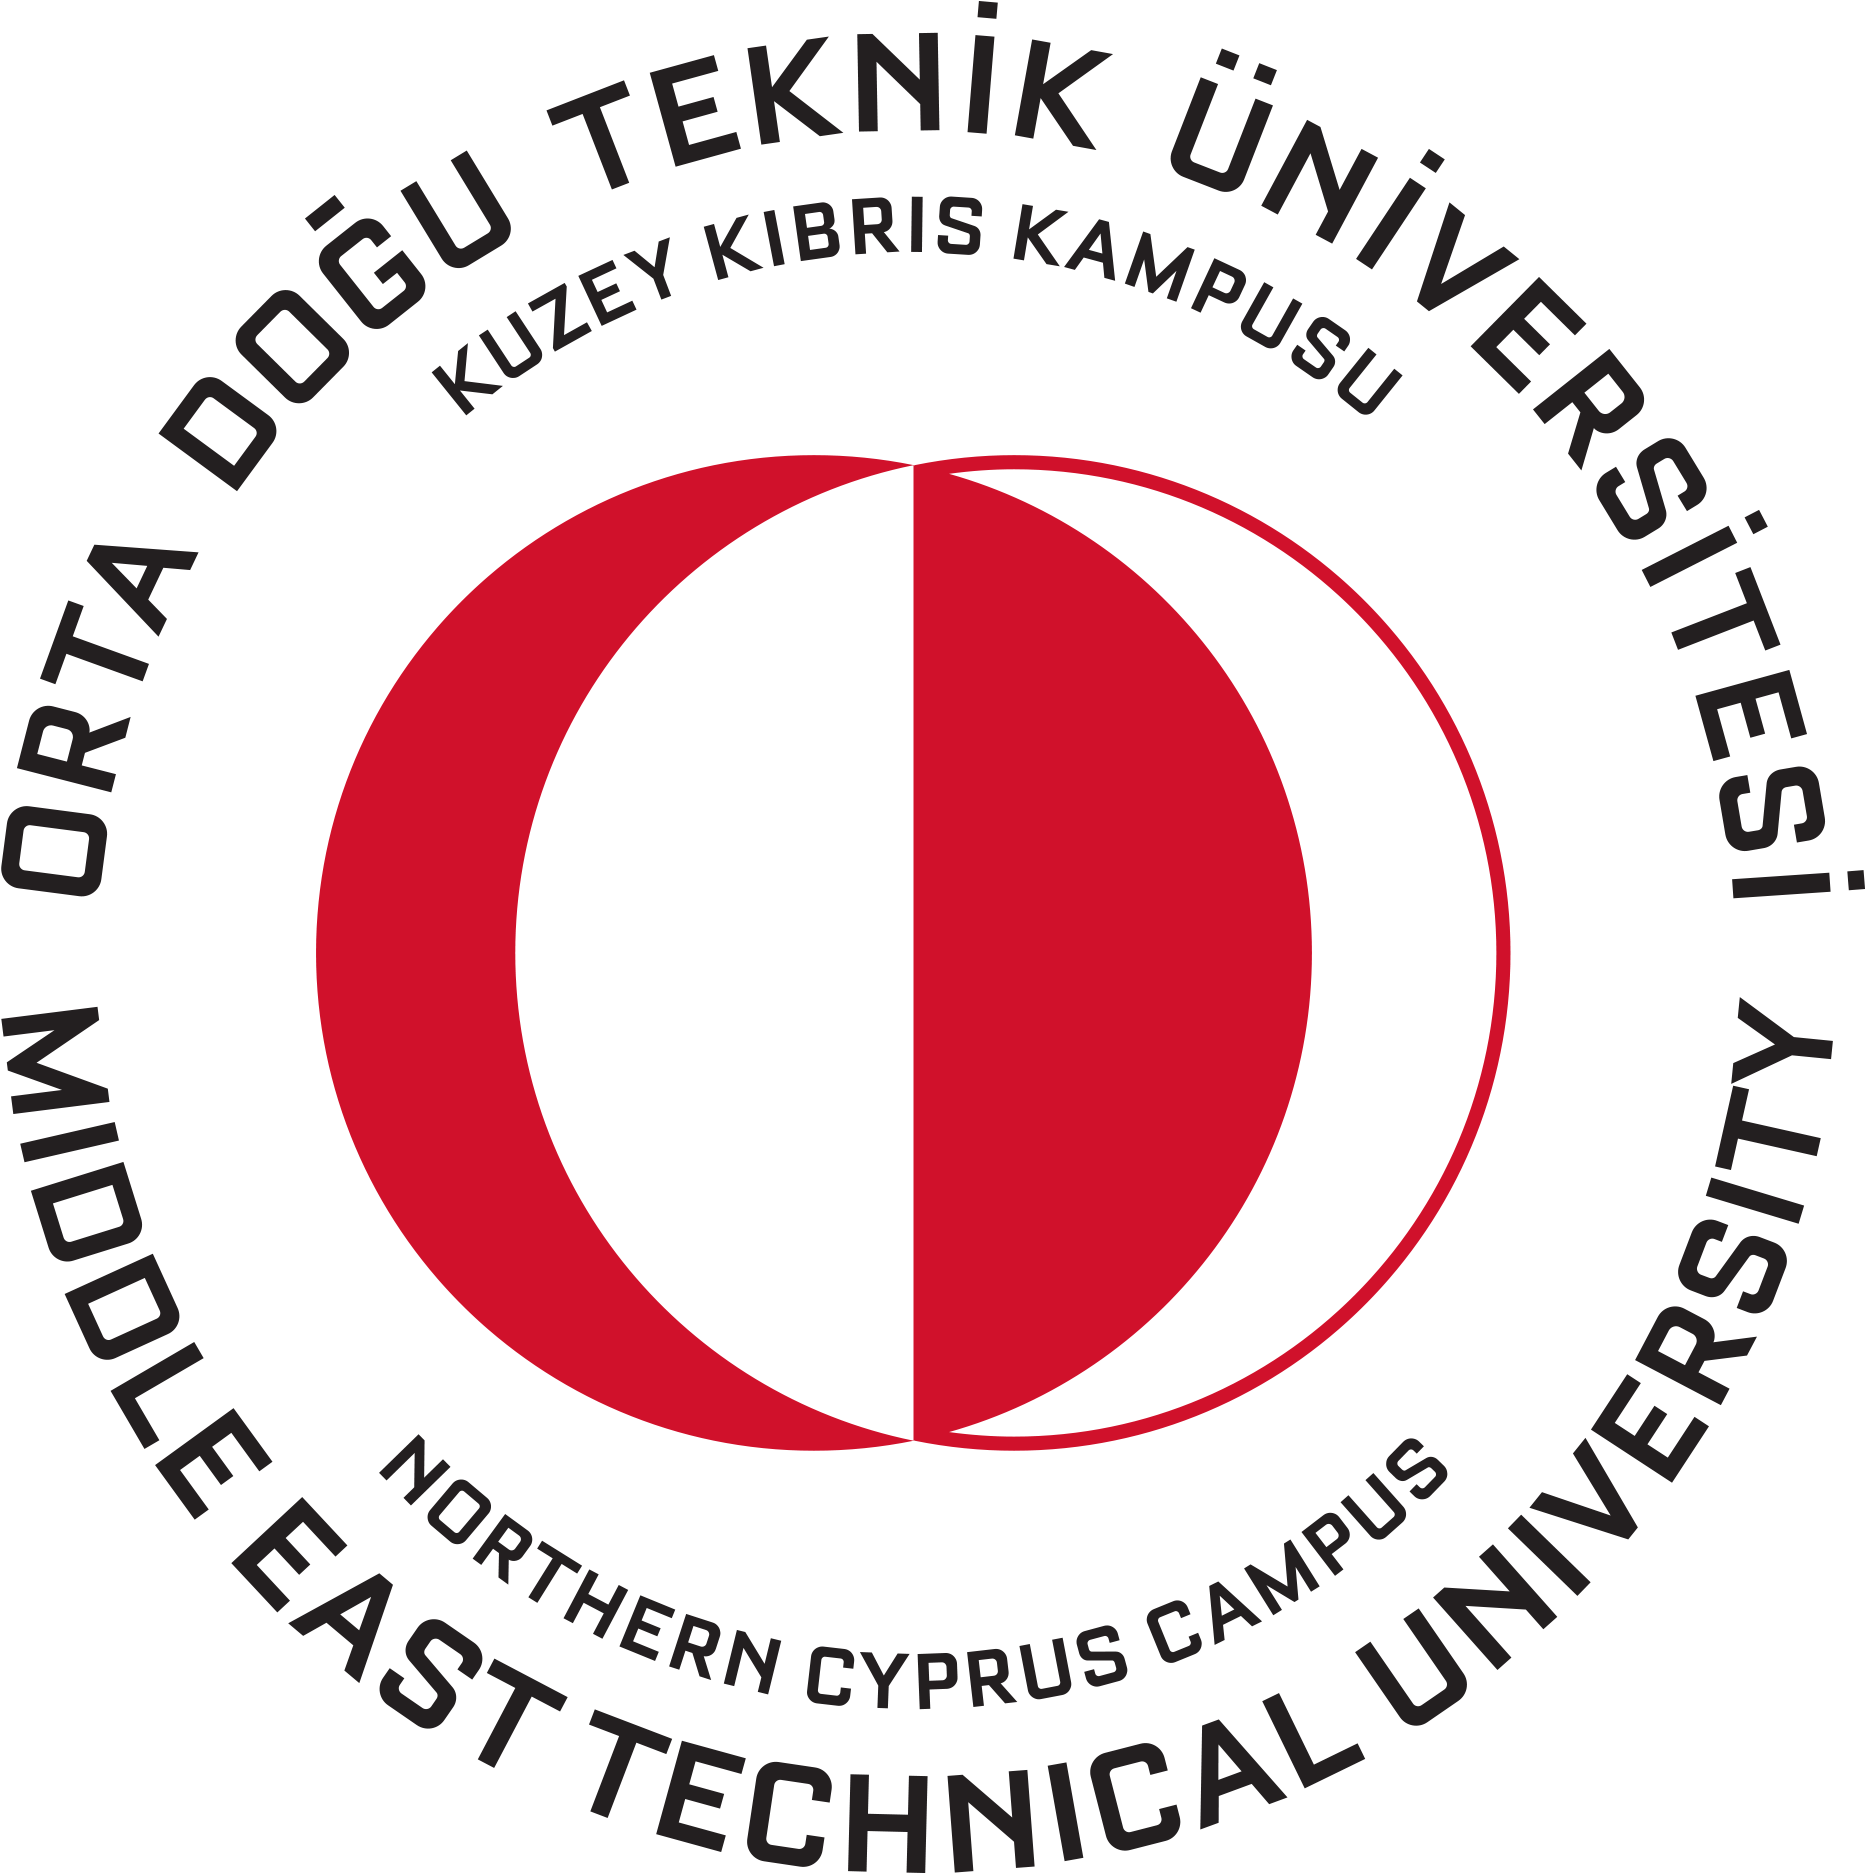 ORTA DOĞU TEKNİK ÜNİVERSİTESİ
KUZEY KIBRIS KAMPUSU
NORTHERN CYPRUS CAMPUS
MIDDLE EAST TECHNICAL UNIVERSITY